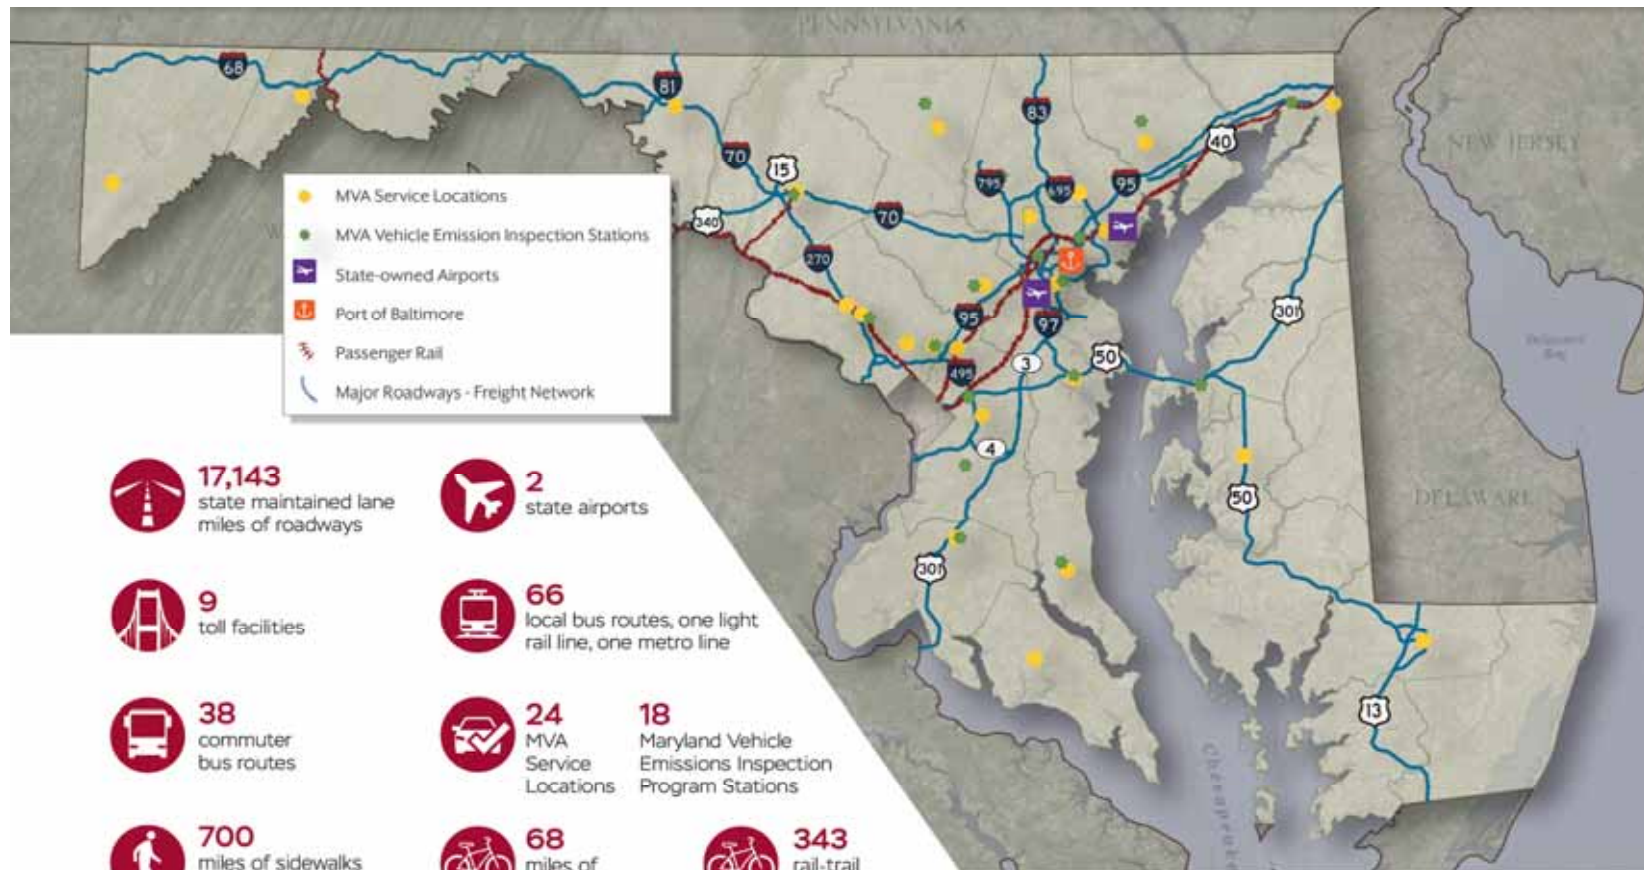 PENNSYLVANIA
68
81
83
40
NEW JERSEY
70
15
795
695
95
MVA Service Locations
340
70
MVA Vehicle Emission Inspection Stations
270
State-owned Airports
301
Port of Baltimore
95
97
Passenger Rail
3
50
Delaware
Bay
495
Major Roadways - Freight Network
4
17,143
state maintained lane
miles of roadways
2
state airports
50
DELAWARE
301
9
toll facilities
66
local bus routes, one light
rail line, one metro line
38
commuter
bus routes
24
MVA
Service
Locations
18
Maryland Vehicle
Emissions Inspection
Program Stations
13
Chesapeake
700
miles of sidewalks
68
miles of
343
rail-trail